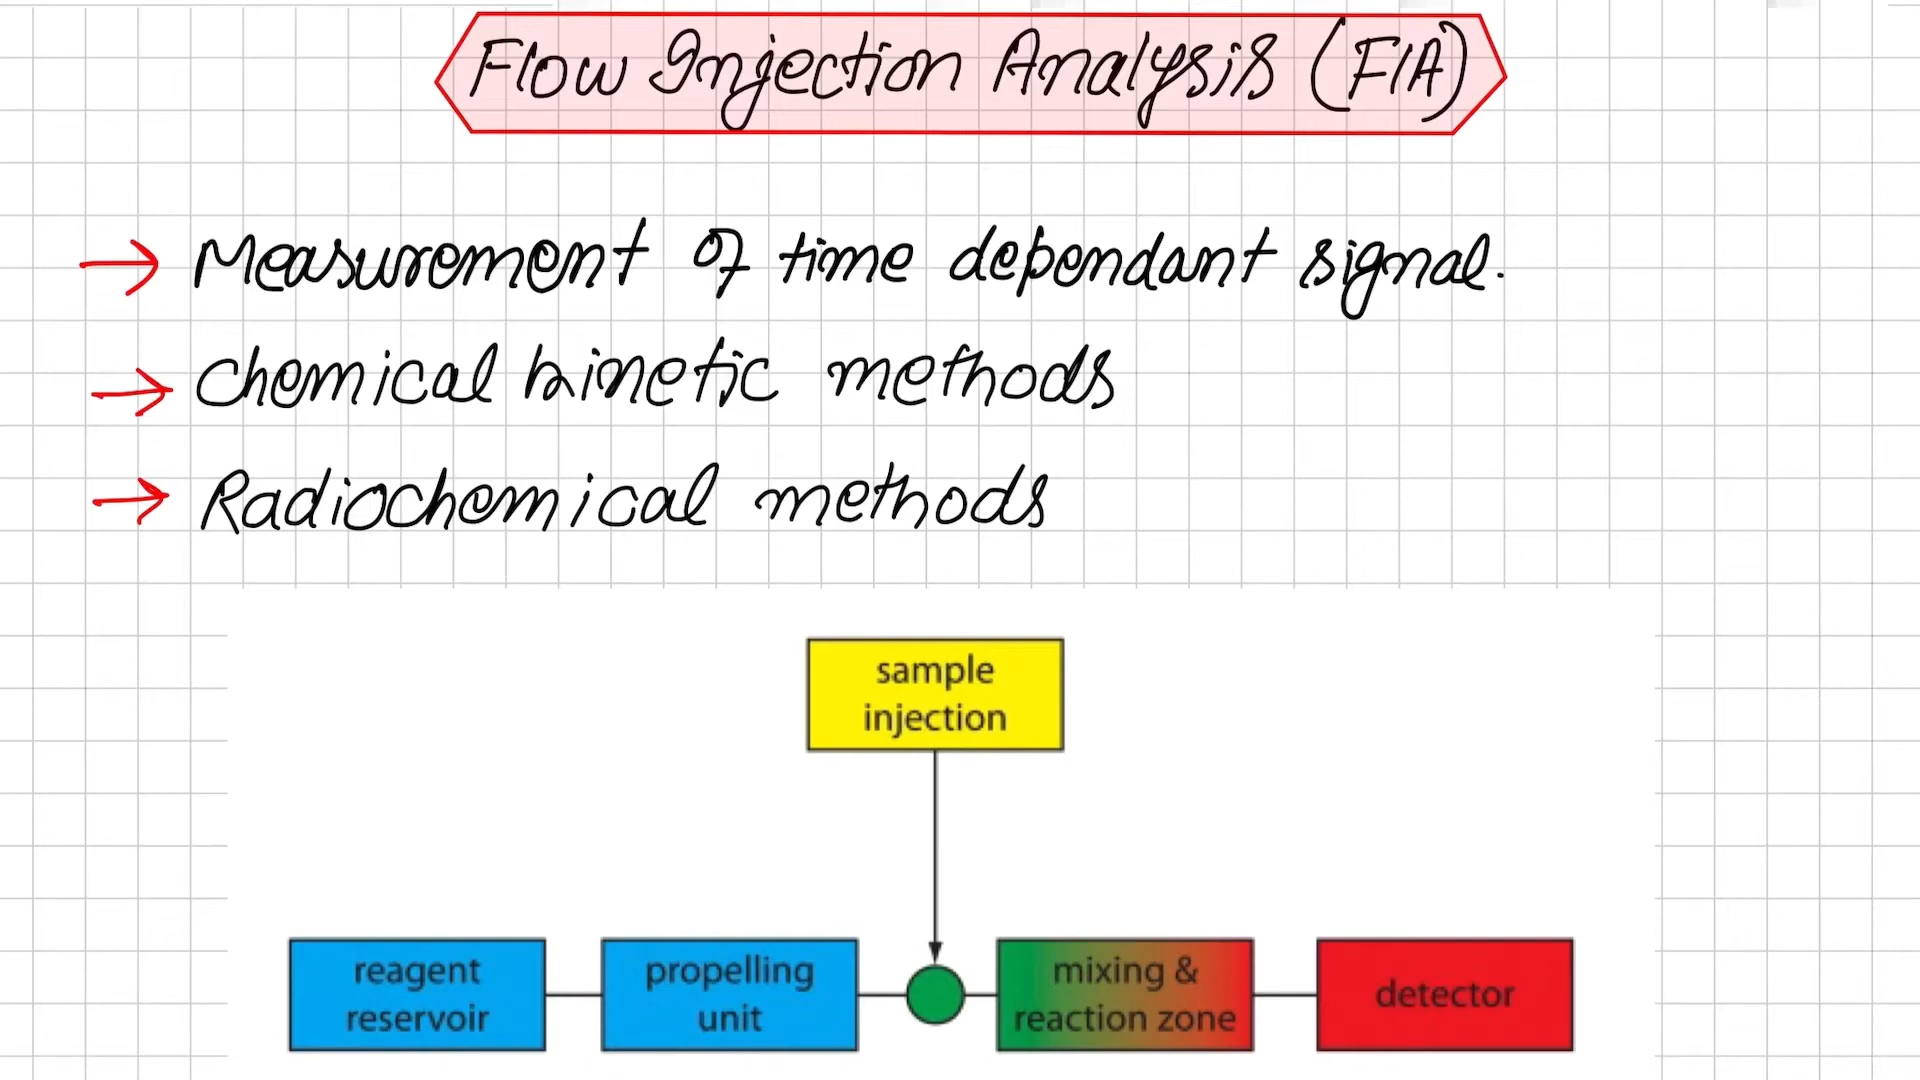 Flow Injection Analysis (FIA)
→ Measurement of time dependant signal.
→ Chemical kinetic methods
→ Radiochemical methods
sample
injection
reagent
reservoir
propelling
unit
mixing &
reaction zone
detector